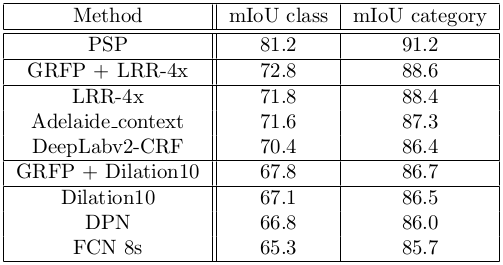 Method mIoU class mIoU category
PSP 81.2 91.2
GRFP + LRR-4x 72.8 88.6
LRR-4x 71.8 88.4
Adelaide_context 71.6 87.3
DeepLabv2-CRF 70.4 86.4
GRFP + Dilation10 67.8 86.7
Dilation10 67.1 86.5
DPN 66.8 86.0
FCN 8s 65.3 85.7